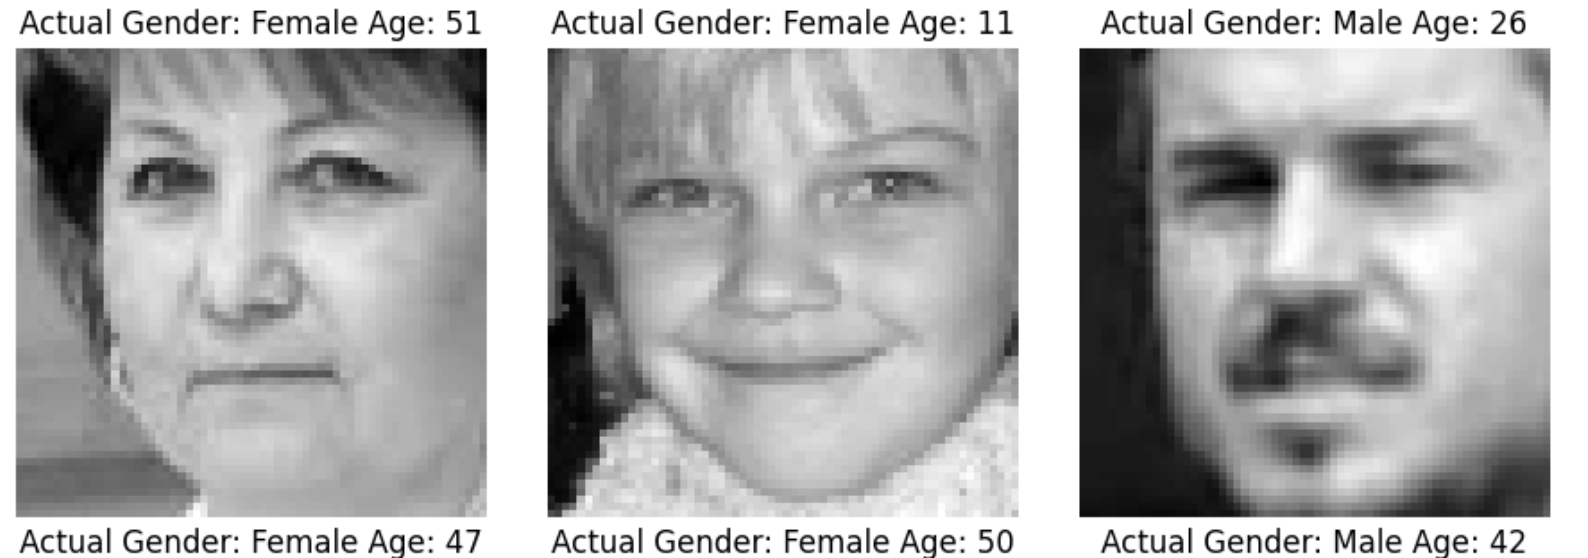 Actual Gender: Female Age: 51
Actual Gender: Female Age: 11
Actual Gender: Male Age: 26
Actual Gender: Female Age: 47
Actual Gender: Female Age: 50
Actual Gender: Male Age: 42